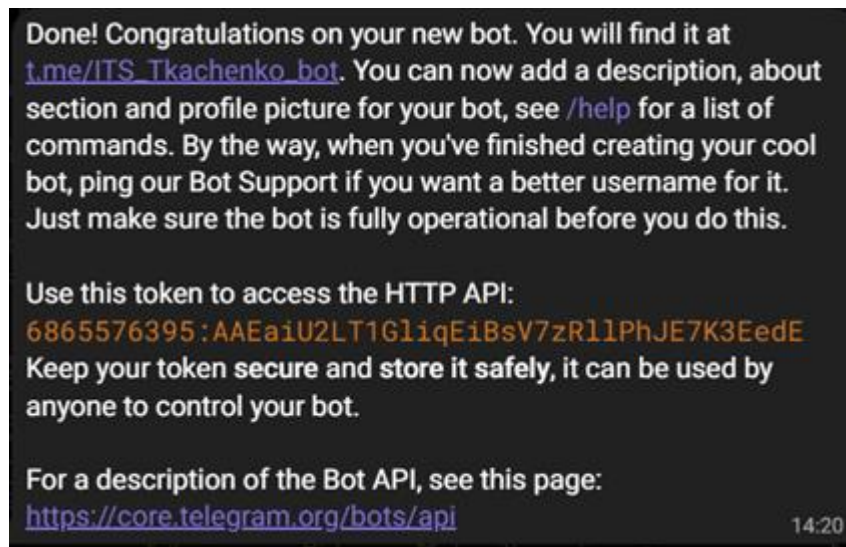 Done! Congratulations on your new bot. You will find it at
t.me/ITS_Tkachenko_bot. You can now add a description, about
section and profile picture for your bot, see /help for a list of
commands. By the way, when you've finished creating your cool
bot, ping our Bot Support if you want a better username for it.
Just make sure the bot is fully operational before you do this.
Use this token to access the HTTP API:
6865576395:AAEaiU2LT1GliqEiBsV7zRllPhJE7K3EedE
Keep your token secure and store it safely, it can be used by
anyone to control your bot.
For a description of the Bot API, see this page:
https://core.telegram.org/bots/api
14:20